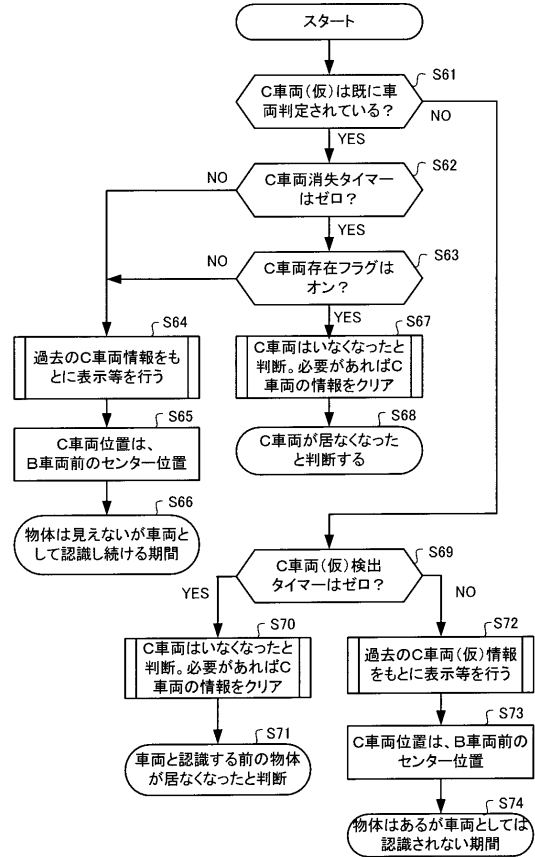 スタート
S61
C車両(仮)は既に車
両判定されている?
NO
YES
S62
C車両消失タイマー
はゼロ?
NO
YES
S63
C車両存在フラグは
オン?
NO
YES
S64
過去のC車両情報をも
とに表示等を行う
S67
C車両はいなくなったと
判断。必要があればC
車両の情報をクリア
S65
C車両位置は、
B車両前のセンター位置
S68
C車両が居なくなった
と判断する
S66
物体は見えないが車両と
して認識し続ける期間
S69
C車両(仮)検出
タイマーはゼロ?
YES
NO
S70
C車両はいなくなったと
判断。必要があればC
車両の情報をクリア
S72
過去のC車両(仮)情報
をもとに表示等を行う
S71
車両と認識する前の物体
が居なくなったと判断
S73
C車両位置は、B車両前の
センター位置
S74
物体はあるが車両としては
認識されない期間